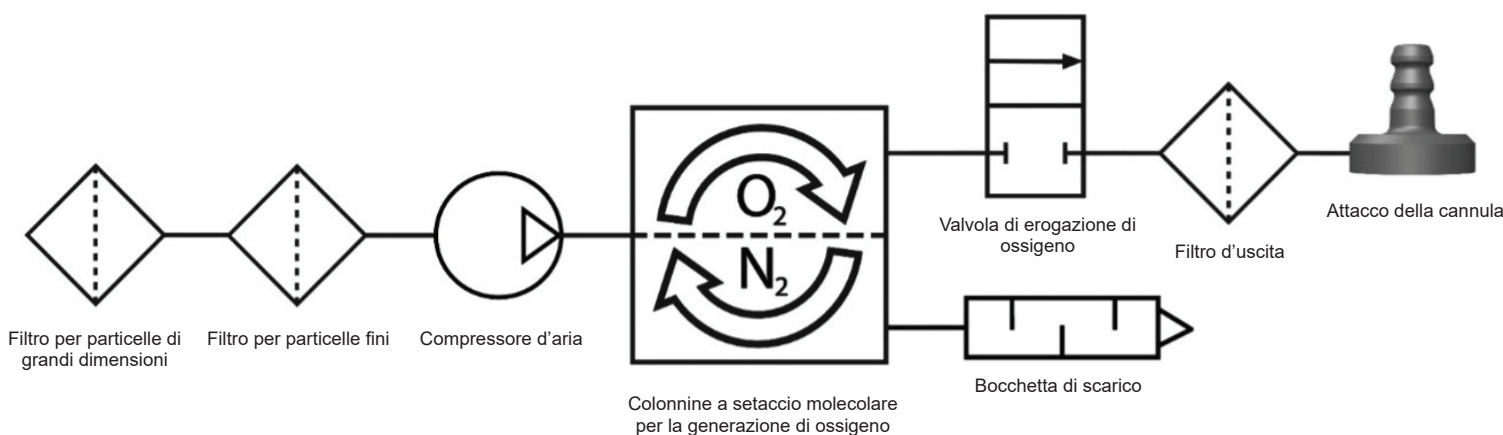 O2
N2
Valvola di erogazione di
ossigeno
Filtro d’uscita
Attacco della cannula
Filtro per particelle di
grandi dimensioni
Filtro per particelle fini
Compressore d’aria
Colonnine a setaccio molecolare
per la generazione di ossigeno
Bocchetta di scarico